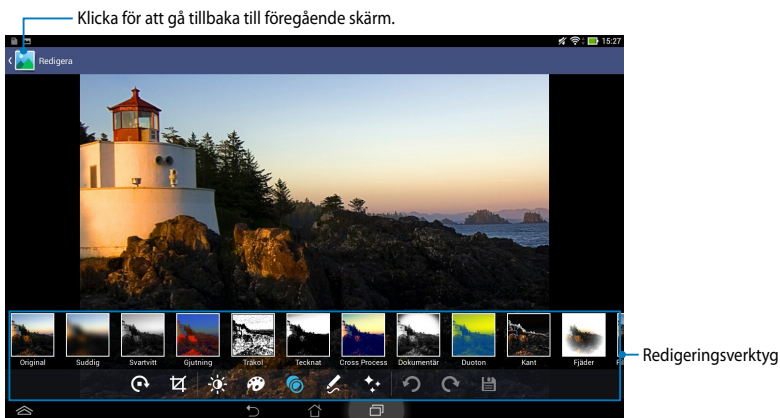 Klicka för att gå tillbaka till föregående skärm.
15:27
Redigera
Original Suddig Svartvitt Gjutning Träkol Tecknat Cross Process Dokumentär Duoton Kant Fjäder
Redigeringsverktyg